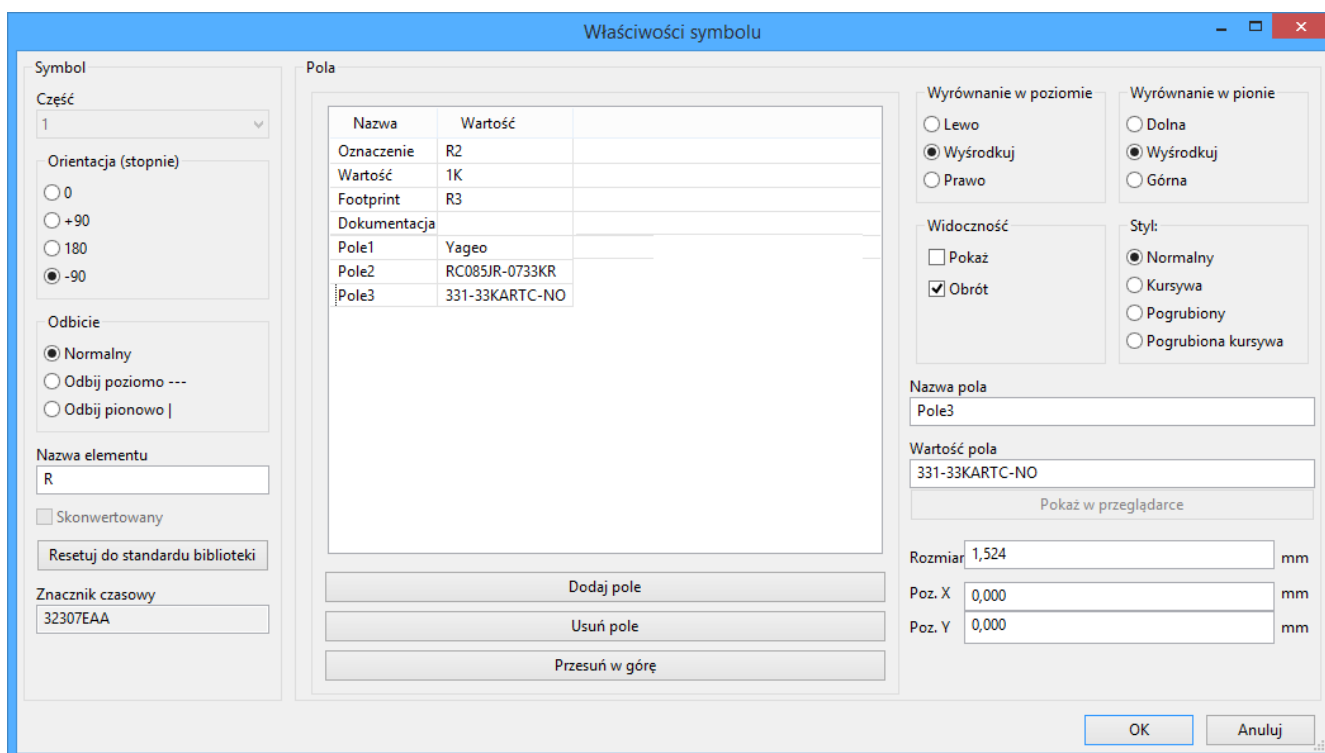 Właściwości symbolu
Symbol
Część
1
Orientacja (stopnie)
0
+90
180
-90
Odbicie
Normalny
Odbij poziomo ---
Odbij pionowo |
Nazwa elementu
R
Skonwertowany
Resetuj do standardu biblioteki
Znacznik czasowy
32307EAA
Pola
Nazwa Wartość
Oznaczenie R2
Wartość 1K
Footprint R3
Dokumentacja
Pole1 Yageo
Pole2 RC085JR-0733KR
Pole3 331-33KARTC-NO
Dodaj pole
Usuń pole
Przesuń w górę
Wyrównanie w poziomie
Lewo
Wyśrodkuj
Prawo
Wyrównanie w pionie
Dolna
Wyśrodkuj
Górna
Widoczność
Pokaż
Obrót
Styl:
Normalny
Kursywa
Pogrubiony
Pogrubiona kursywa
Nazwa pola
Pole3
Wartość pola
331-33KARTC-NO
Pokaż w przeglądarce
Rozmiar 1,524 mm
Poz. X 0,000 mm
Poz. Y 0,000 mm
OK Anuluj